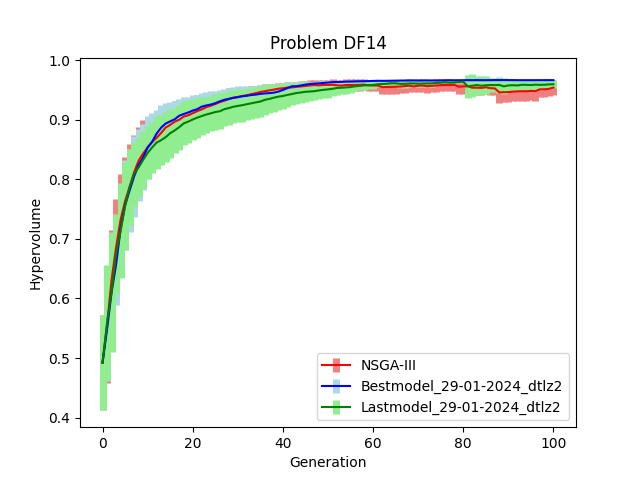 Problem DF14
1.0
0.9
0.8
0.7
0.6
0.5
0.4
Hypervolume
NSGA-III
Bestmodel_29-01-2024_dtlz2
Lastmodel_29-01-2024_dtlz2
0 20 40 60 80 100
Generation